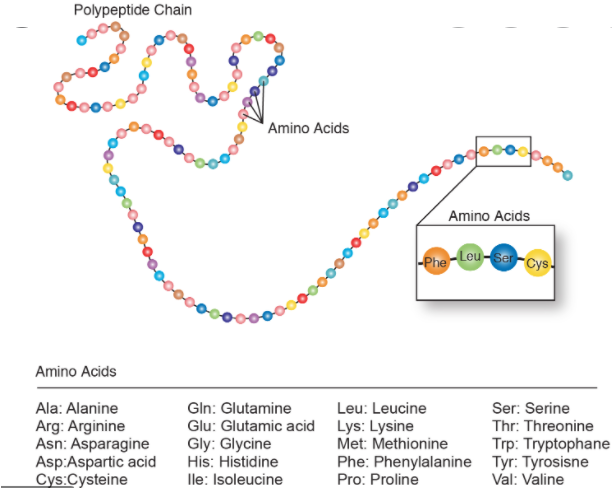 Polypeptide Chain
Amino Acids
Amino Acids
Phe Leu Ser Cys
Amino Acids
Ala: Alanine Gln: Glutamine Leu: Leucine Ser: Serine
Arg: Arginine Glu: Glutamic acid Lys: Lysine Thr: Threonine
Asn: Asparagine Gly: Glycine Met: Methionine Trp: Tryptophane
Asp:Aspartic acid His: Histidine Phe: Phenylalanine Tyr: Tyrosisne
Cys:Cysteine Ile: Isoleucine Pro: Proline Val: Valine